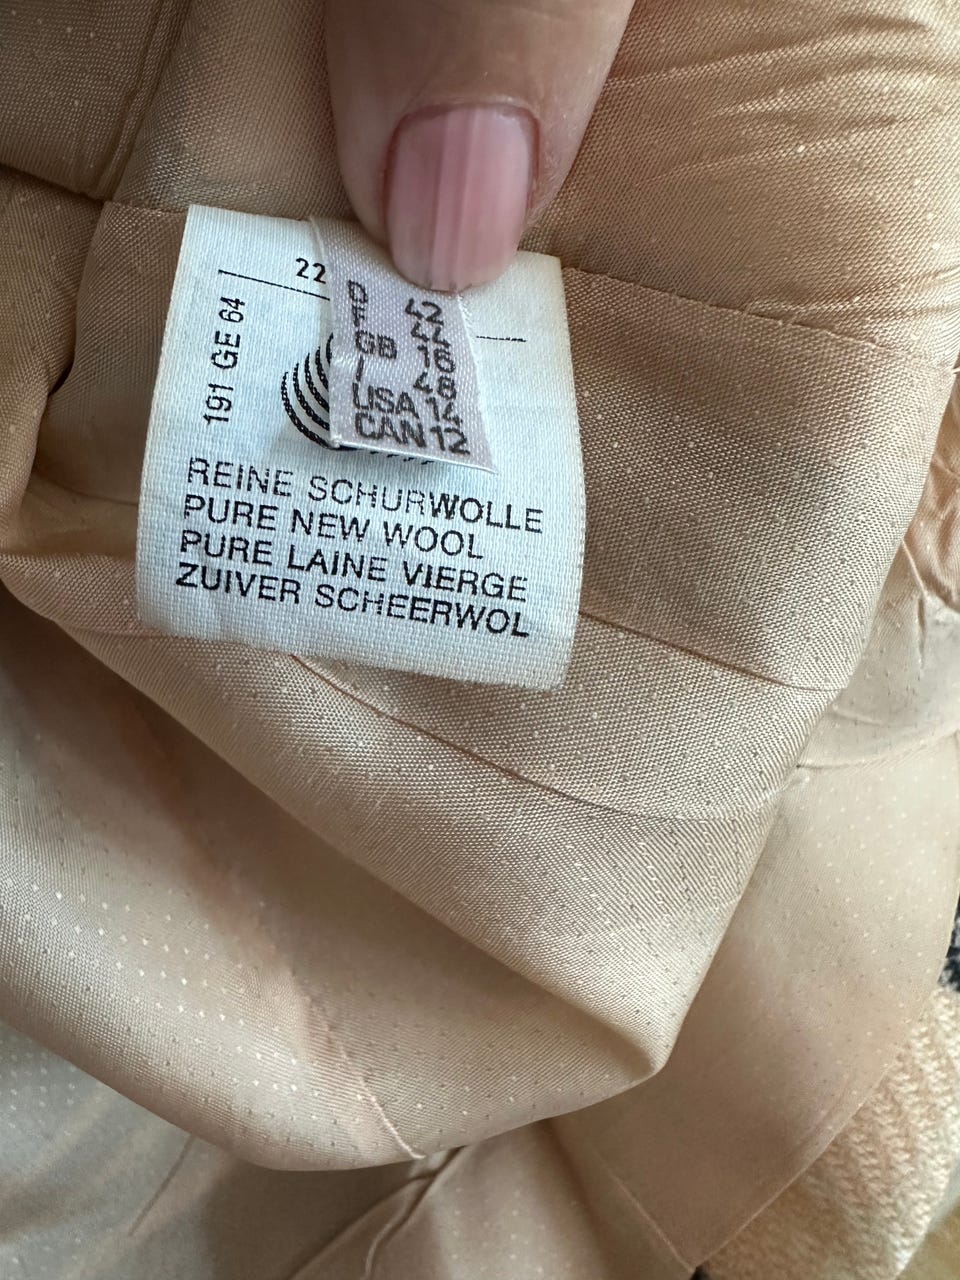 22
191 GE 64
D 42
F 44
GB 16
I 48
USA 14
CAN 12
REINE SCHURWOLLE
PURE NEW WOOL
PURE LAINE VIERGE
ZUIVER SCHEERWOL